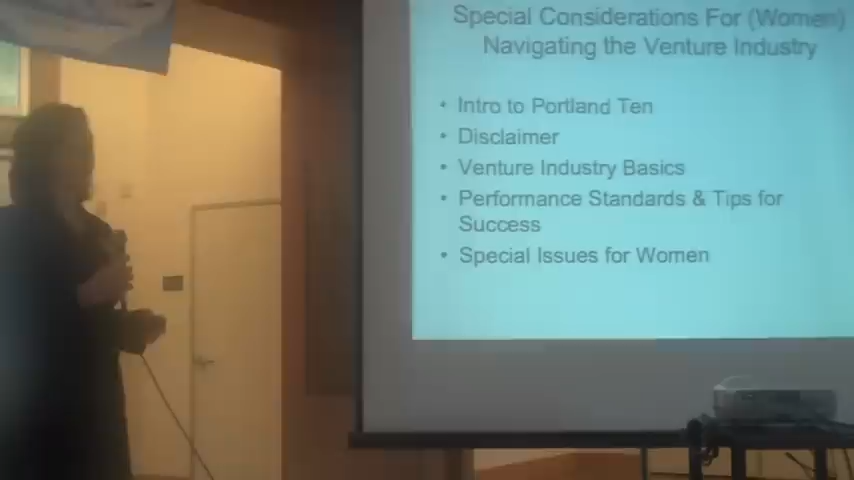 Special Considerations For (Women)
Navigating the Venture Industry
• Intro to Portland Ten
• Disclaimer
• Venture Industry Basics
• Performance Standards & Tips for
Success
• Special Issues for Women